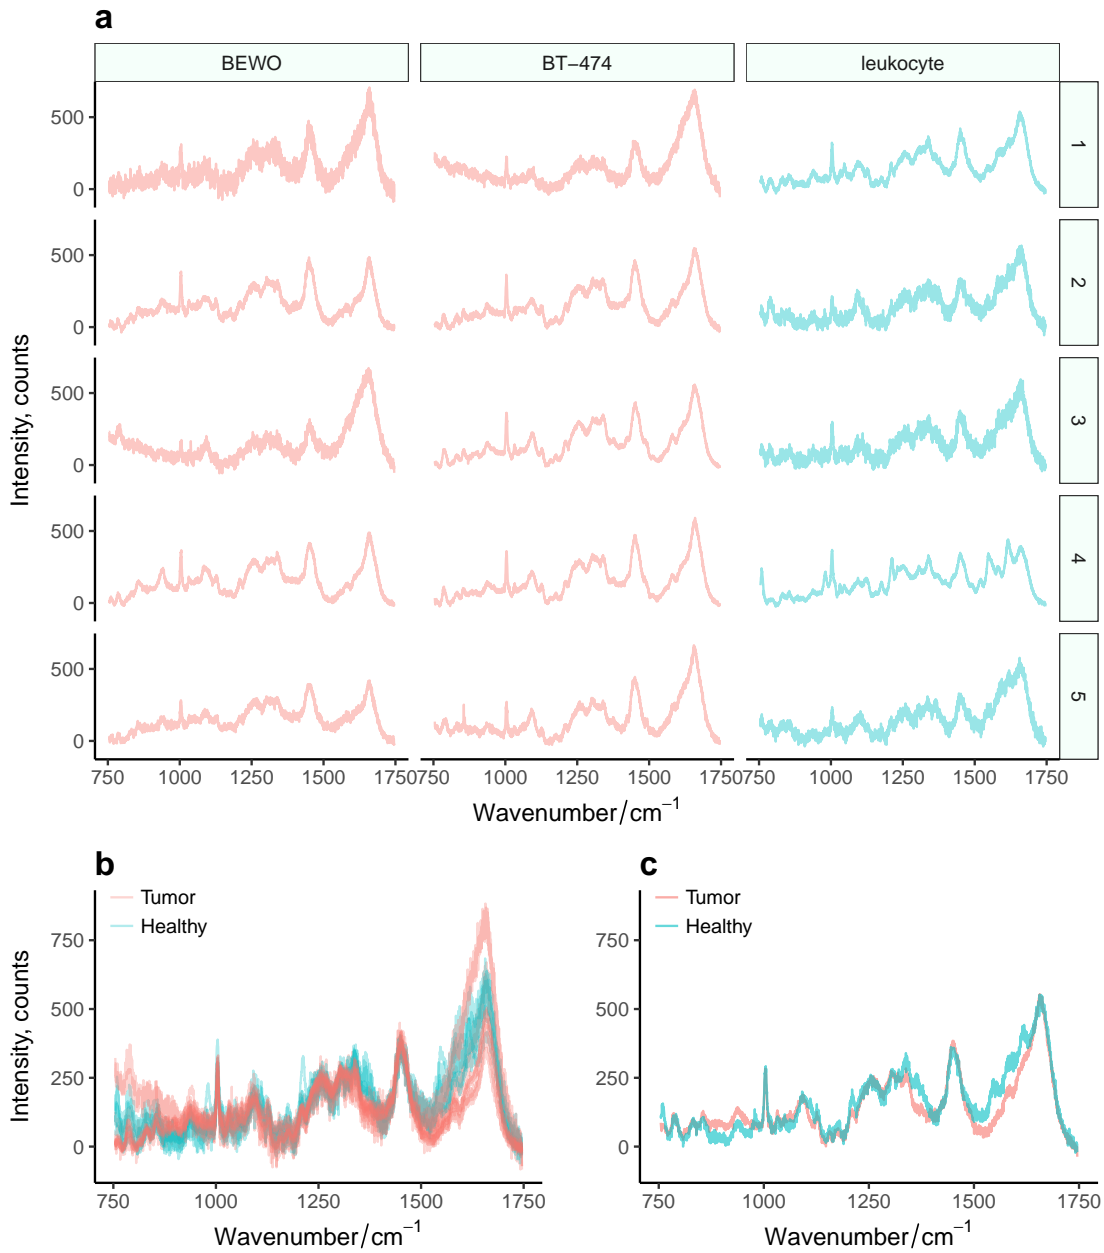 a
BEWO BT−474 leukocyte
500
0
1
500
0
2
500
0
3
500
0
4
500
0
5
Intensity, counts
750 1000 1250 1500 1750 750 1000 1250 1500 1750 750 1000 1250 1500 1750
Wavenumber/cm⁻¹
b
Tumor
Healthy
750
500
250
0
Intensity, counts
750 1000 1250 1500 1750
Wavenumber/cm⁻¹
c
Tumor
Healthy
750
500
250
0
750 1000 1250 1500 1750
Wavenumber/cm⁻¹